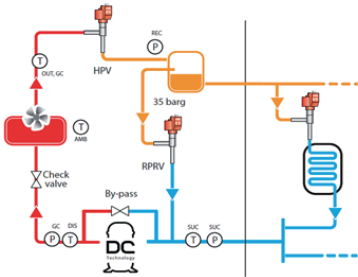 REC
P
T
OUT, GC
HPV
35 barg
T
AMB
RPRV
Check
valve
By-pass
GC DIS
P T
DC
Technology
SUC SUC
T P